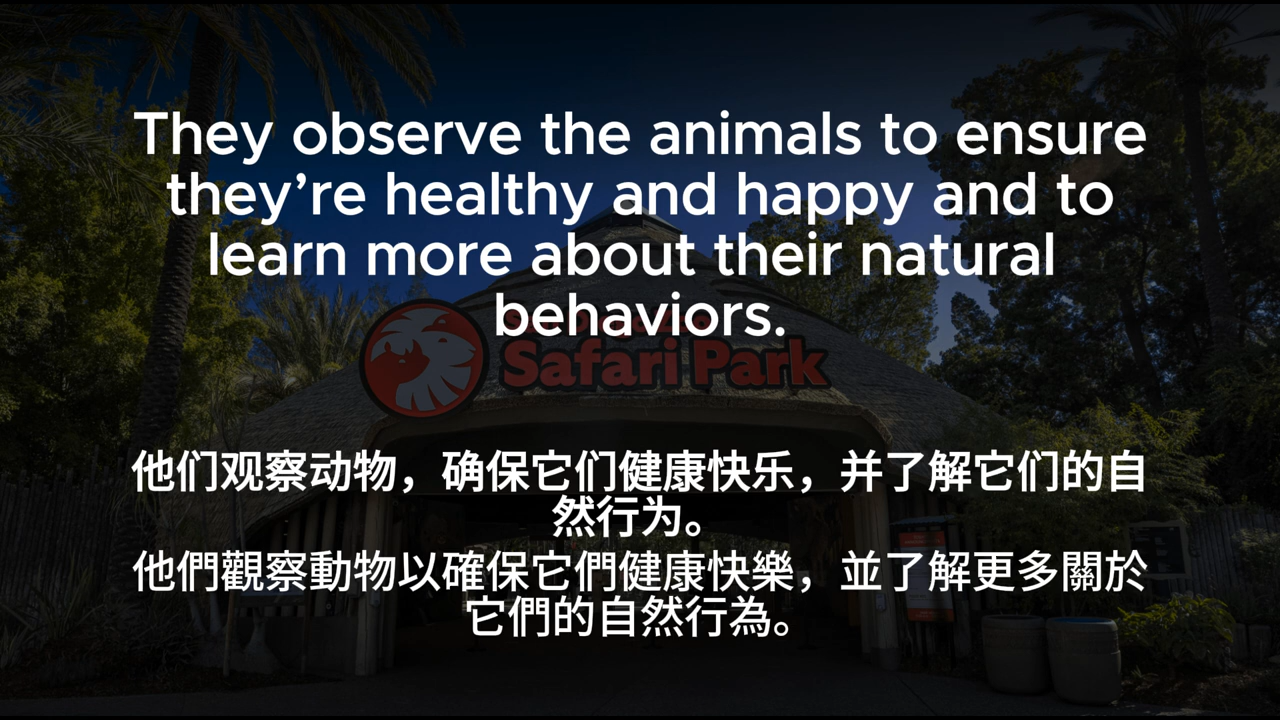 They observe the animals to ensure
they’re healthy and happy and to
learn more about their natural
behaviors.
Safari Park
他们观察动物，确保它们健康快乐，并了解它们的自
然行为。
他們觀察動物以確保它們健康快樂，並了解更多關於
它們的自然行為。